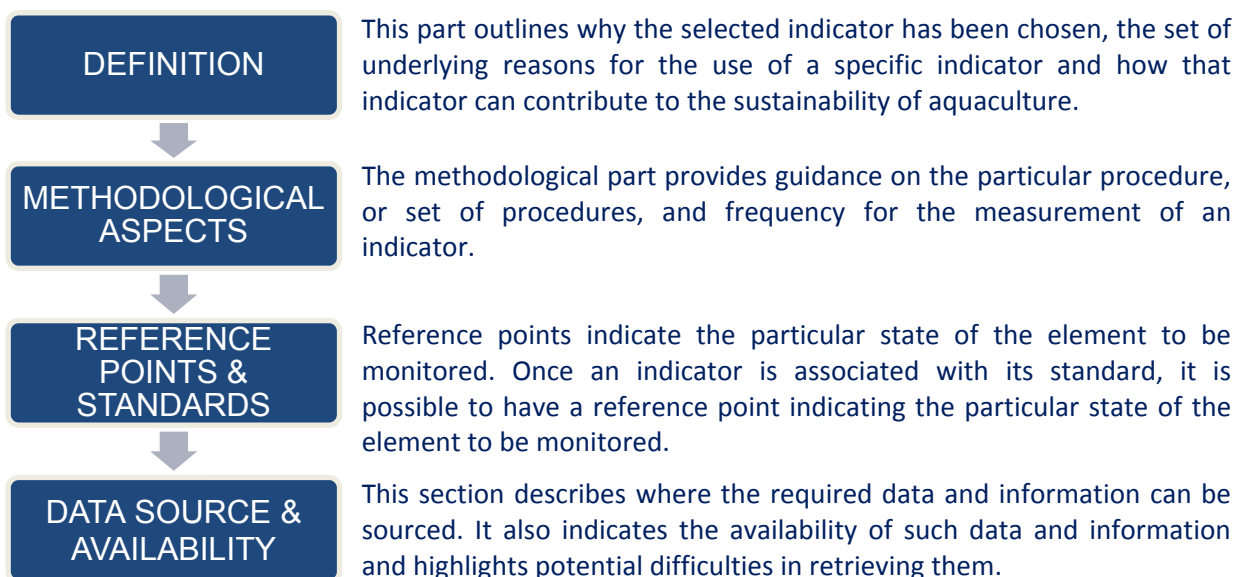 DEFINITION
This part outlines why the selected indicator has been chosen, the set of
underlying reasons for the use of a specific indicator and how that
indicator can contribute to the sustainability of aquaculture.
METHODOLOGICAL
ASPECTS
The methodological part provides guidance on the particular procedure,
or set of procedures, and frequency for the measurement of an
indicator.
REFERENCE
POINTS &
STANDARDS
Reference points indicate the particular state of the element to be
monitored. Once an indicator is associated with its standard, it is
possible to have a reference point indicating the particular state of the
element to be monitored.
DATA SOURCE &
AVAILABILITY
This section describes where the required data and information can be
sourced. It also indicates the availability of such data and information
and highlights potential difficulties in retrieving them.